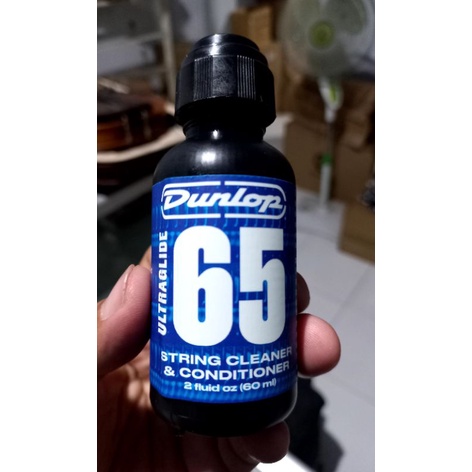 Dunlop
ULTRAGLIDE
65
STRING CLEANER
& CONDITIONER
2 fluid oz (60 ml)